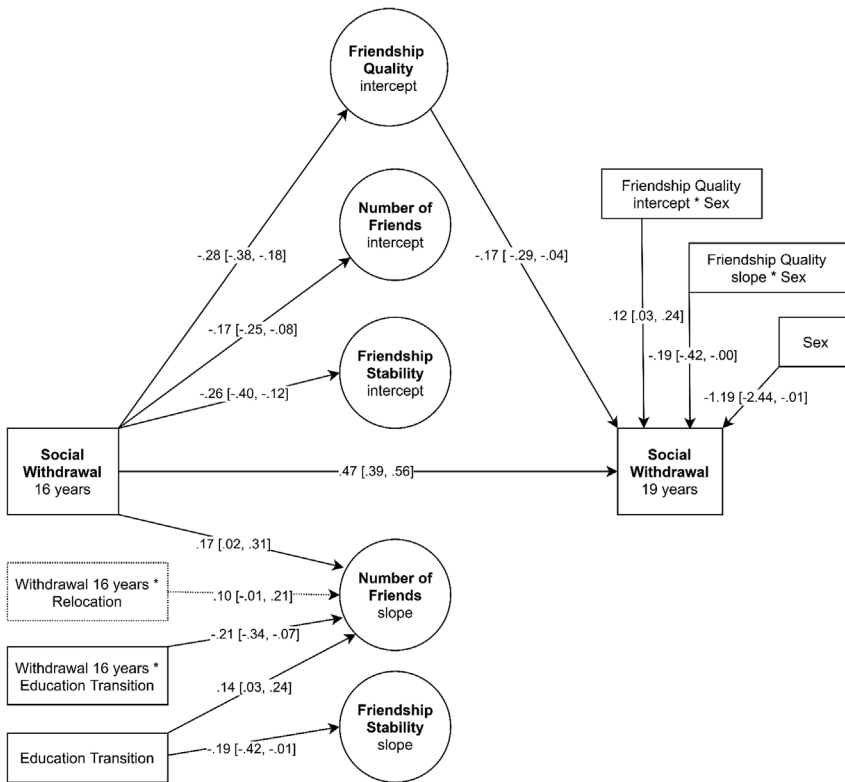 Friendship
Quality
intercept
Number of
Friends
intercept
Friendship Quality
intercept * Sex
-.28 [-.38, -.18]
-.17 [ -.29, -.04]
Friendship Quality
slope * Sex
-.17 [-.25, -.08]
.12 [.03, .24]
Friendship
Stability
intercept
-.19 [-.42, -.00]
Sex
-.26 [-.40, -.12]
-1.19 [-2.44, -.01]
Social
Withdrawal
16 years
.47 [.39, .56]
Social
Withdrawal
19 years
.17 [.02, .31]
Withdrawal 16 years *
Relocation
.10 [-.01, .21]
Number of
Friends
slope
-.21 [-.34, -.07]
Withdrawal 16 years *
Education Transition
.14 [.03, .24]
Friendship
Stability
slope
Education Transition
-.19 [-.42, -.01]